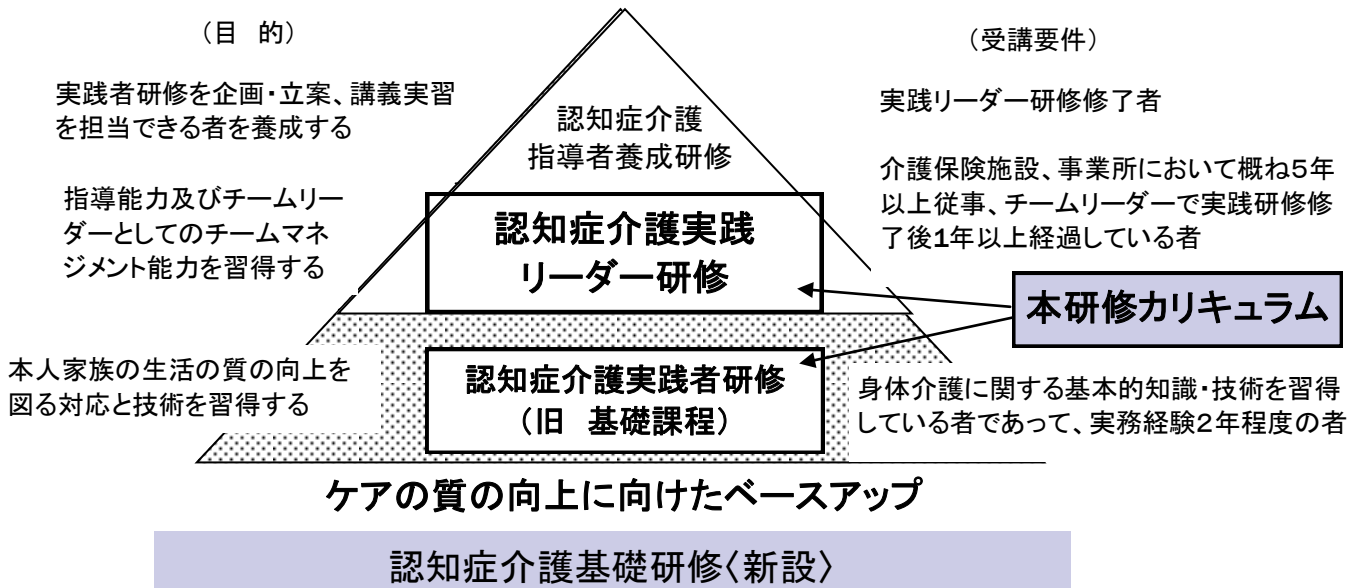 (目 的)
実践者研修を企画・立案、講義実習
を担当できる者を養成する
指導能力及びチームリー
ダーとしてのチームマネ
ジメント能力を習得する
本人家族の生活の質の向上を
図る対応と技術を習得する
認知症介護
指導者養成研修
認知症介護実践
リーダー研修
認知症介護実践者研修
(旧 基礎課程)
(受講要件)
実践リーダー研修修了者
介護保険施設、事業所において概ね5年
以上従事、チームリーダーで実践研修修
了後1年以上経過している者
本研修カリキュラム
身体介護に関する基本的知識・技術を習得
している者であって、実務経験2年程度の者
ケアの質の向上に向けたベースアップ
認知症介護基礎研修〈新設〉